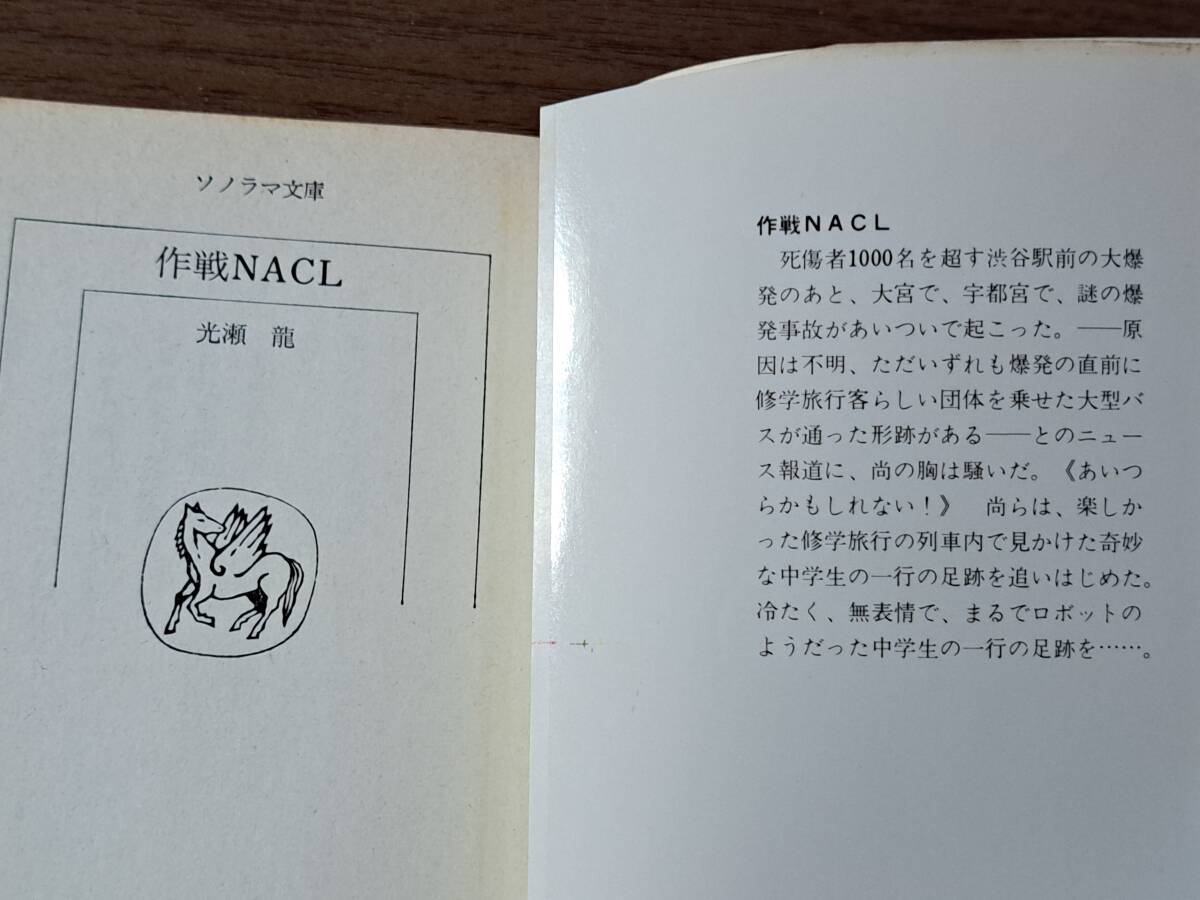 ソノラマ文庫
作戦NACL
光瀬 龍
作戦NACL
死傷者1000名を超す渋谷駅前の大爆
発のあと、大宮で、宇都宮で、謎の爆
発事故があいついで起こった。――原
因は不明、ただいずれも爆発の直前に
修学旅行客らしい団体を乗せた大型バ
スが通った形跡がある――とのニュー
ス報道に、尚の胸は騒いだ。《あいつ
らかもしれない！》 尚らは、楽しか
った修学旅行の列車内で見かけた奇妙
な中学生の一行の足跡を追いはじめた。
冷たく、無表情で、まるでロボットの
ようだった中学生の一行の足跡を……。